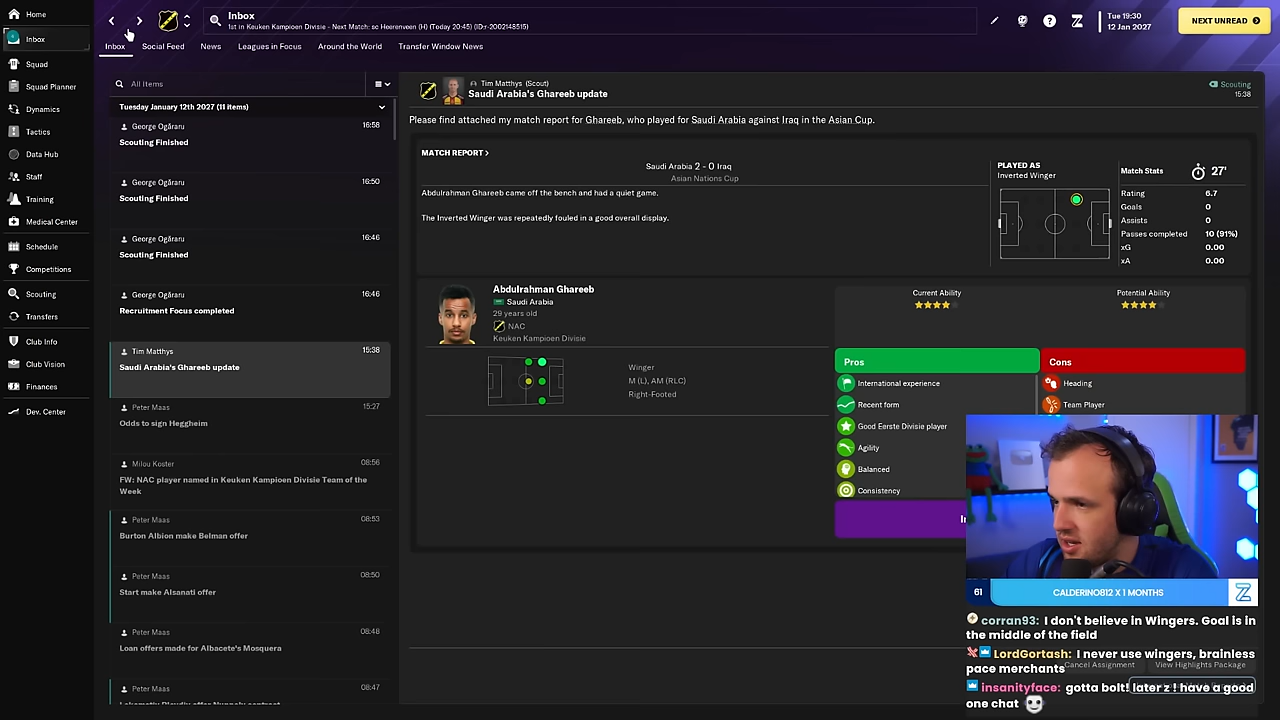 Home
Inbox
Squad
Squad Planner
Dynamics
Tactics
Data Hub
Staff
Training
Medical Center
Schedule
Competitions
Scouting
Transfers
Club Info
Club Vision
Finances
Dev. Center
Inbox
1st in Keuken Kampioen Divisie - Next Match: sc Heerenveen (H) (Today 20:45) (ID:r-2002148515)
Tue 19:30
12 Jan 2027
NEXT UNREAD
Inbox
Social Feed
News
Leagues in Focus
Around the World
Transfer Window News
All Items
Tuesday January 12th 2027 (11 items)
George Ogăraru 16:58
Scouting Finished
George Ogăraru 16:50
Scouting Finished
George Ogăraru 16:46
Scouting Finished
George Ogăraru 16:46
Recruitment Focus completed
Tim Matthys 15:38
Saudi Arabia's Ghareeb update
Peter Maas 15:27
Odds to sign Heggheim
Milou Koster 08:56
FW: NAC player named in Keuken Kampioen Divisie Team of the
Week
Peter Maas 08:53
Burton Albion make Belman offer
Peter Maas 08:50
Start make Alsanati offer
Peter Maas 08:48
Loan offers made for Albacete's Mosquera
Peter Maas 08:47
Tim Matthys (Scout)
Saudi Arabia's Ghareeb update
Scouting
15:38
Please find attached my match report for Ghareeb, who played for Saudi Arabia against Iraq in the Asian Cup.
MATCH REPORT >
Saudi Arabia 2 - 0 Iraq
Asian Nations Cup
Abdulrahman Ghareeb came off the bench and had a quiet game.
The Inverted Winger was repeatedly fouled in a good overall display.
PLAYED AS
Inverted Winger
Match Stats 27'
Rating 6.7
Goals 0
Assists 0
Passes completed 10 (91%)
xG 0.00
xA 0.00
Abdulrahman Ghareeb
Saudi Arabia
29 years old
NAC
Keuken Kampioen Divisie
Winger
M (L), AM (RLC)
Right-Footed
Current Ability
Potential Ability
Pros
International experience
Recent form
Good Eerste Divisie player
Agility
Balanced
Consistency
Cons
Heading
Team Player
61
CALDERINO812 X 1 MONTHS
Z
corran93: I don't believe in Wingers. Goal is
in the middle of the field
LordGortash: I never use wingers, brainless
pace merchants
Cancel Assignment
View Highlights Package
insanityface: gotta bolt! later z! have a good
one chat